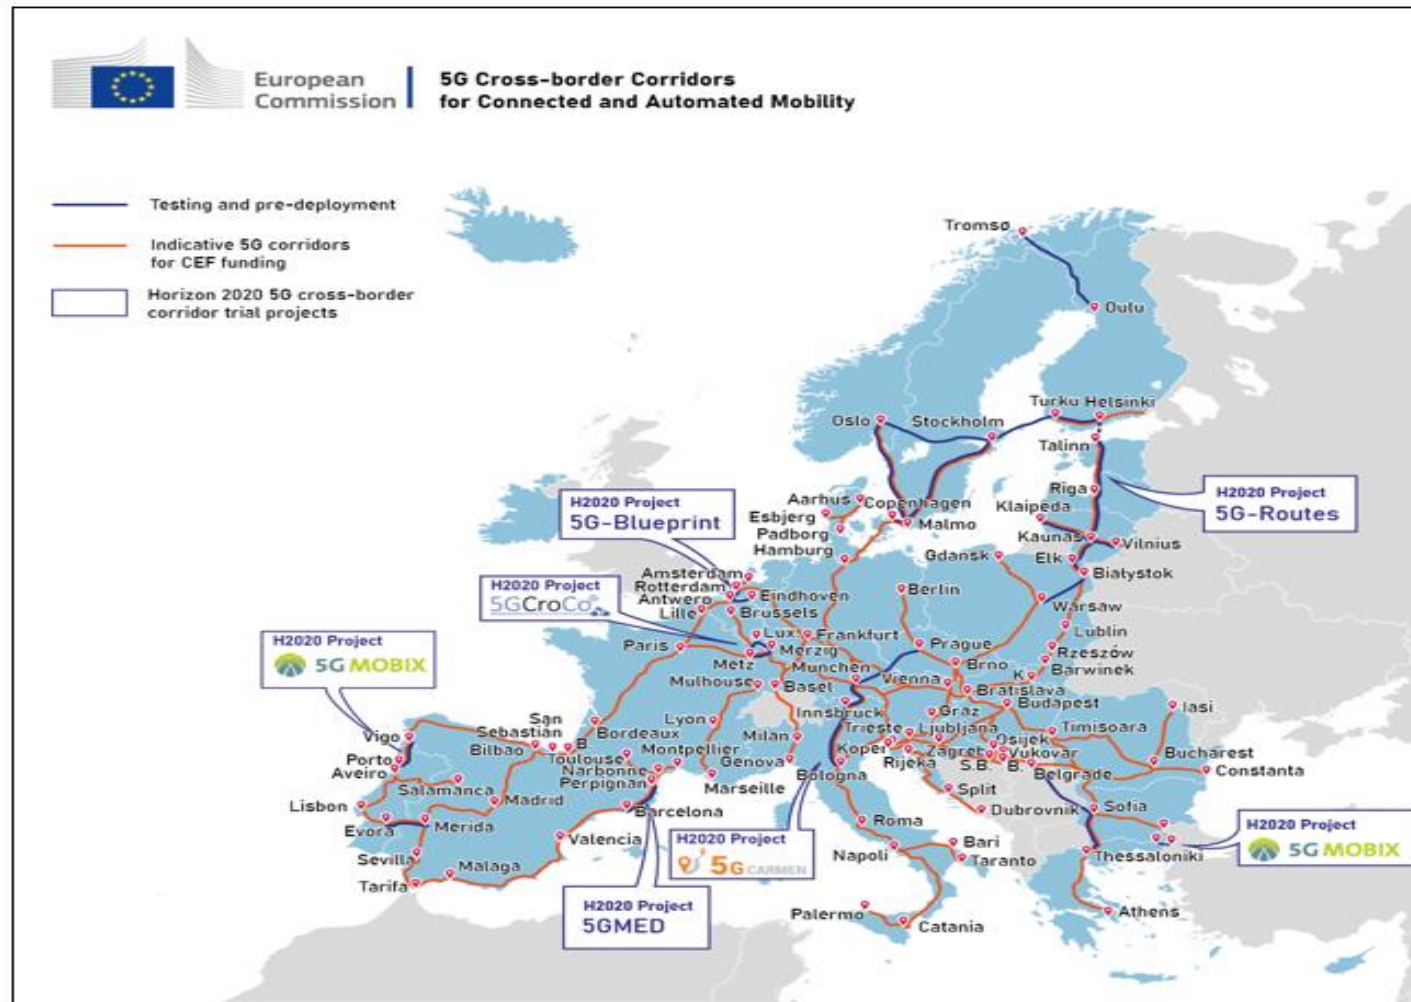 European
Commission
5G Cross-border Corridors
for Connected and Automated Mobility
Testing and pre-deployment
Indicative 5G corridors
for CEF funding
Horizon 2020 5G cross-border
corridor trial projects
Tromsø
Oulu
Turku Helsinki
Oslo
Stockholm
Talinn
Rīga
Klaipėda
Kaunas
Vilnius
Elk
Białystok
H2020 Project
5G-Routes
Aarhus
Copenhagen
Esbjerg
Malmo
Padborg
Hamburg
Gdansk
H2020 Project
5G-Blueprint
Amsterdam
Rotterdam
Eindhoven
Antwero
Lille
Brussels
Berlin
Warsaw
H2020 Project
5GCroCo
Lux.
Frankfurt
Paris
Merzig
Metz
Munchen
Prague
Lublin
Rzeszów
Brno
Barwinek
K
Mulhouse
Basel
Vienna
Bratislava
Innsbruck
Budapest
Iasi
H2020 Project
5G MOBIX
Vigo
San
Sebastian
Bilbao
B
Bordeaux
Lyon
Milan
Trieste
Graz
Ljubljana
Timisoara
Porto
Aveiro
Toulouse
Montpellier
Narbonne
Perpignan
Genova
Koper
Zagreb
Osijek
Vukovar
Rijeka
S.B.
B.
Bucharest
Salamanca
Marseille
Bologna
Belgrade
Constanta
Lisbon
Madrid
Barcelona
Split
Sofia
Evora
Merida
Roma
Dubrovnik
Valencia
H2020 Project
5G CARMEN
Bari
Napoli
Taranto
Thessaloniki
H2020 Project
5G MOBIX
Sevilla
Malaga
Tarifa
H2020 Project
5GMED
Palermo
Catania
Athens